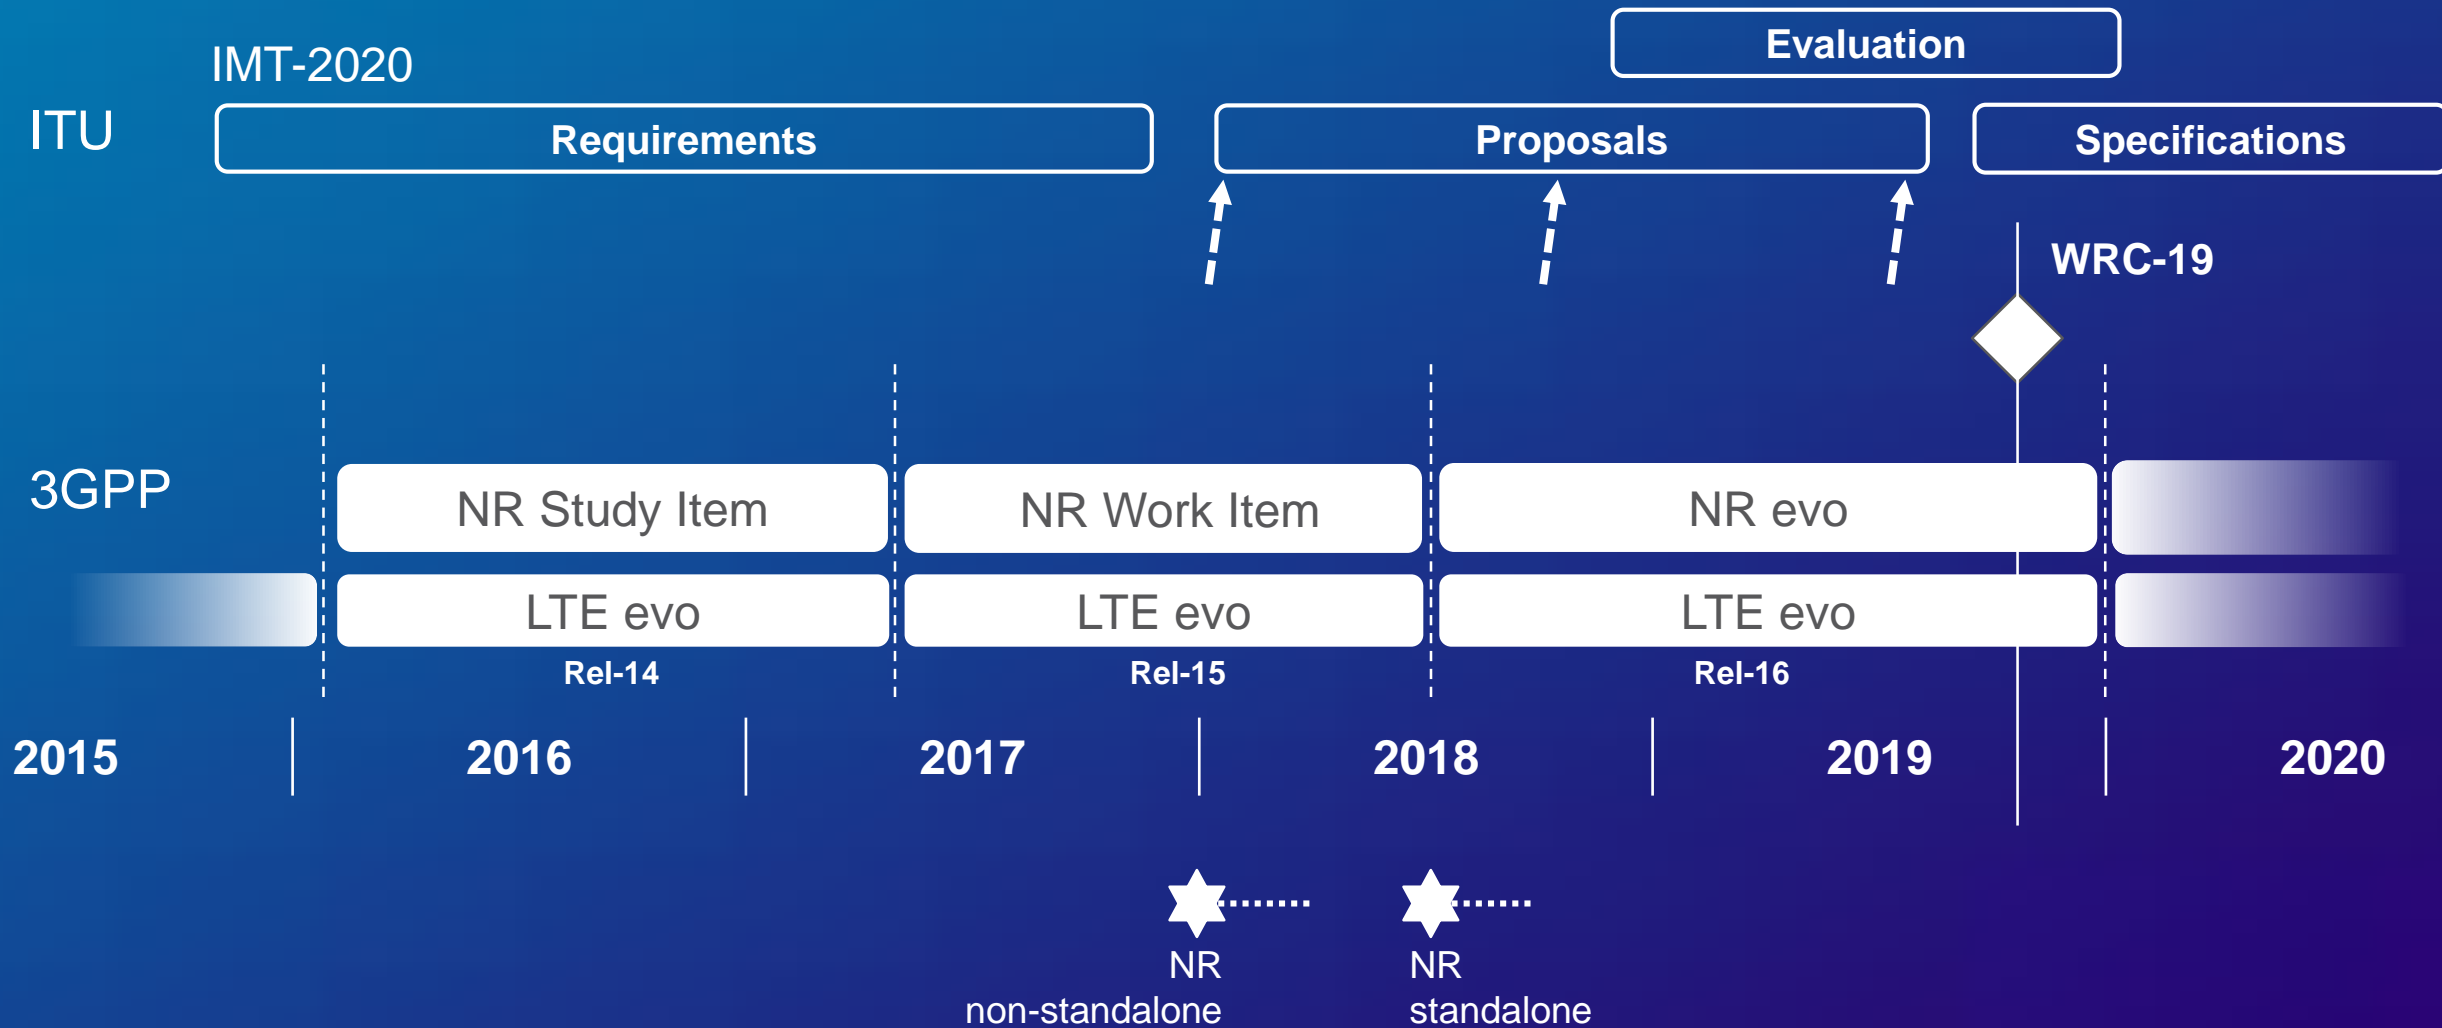 Evaluation
IMT-2020
ITU
Requirements
Proposals
Specifications
WRC-19
3GPP
NR Study Item
NR Work Item
NR evo
LTE evo
LTE evo
LTE evo
Rel-14
Rel-15
Rel-16
2015
2016
2017
2018
2019
2020
NR
non-standalone
NR
standalone